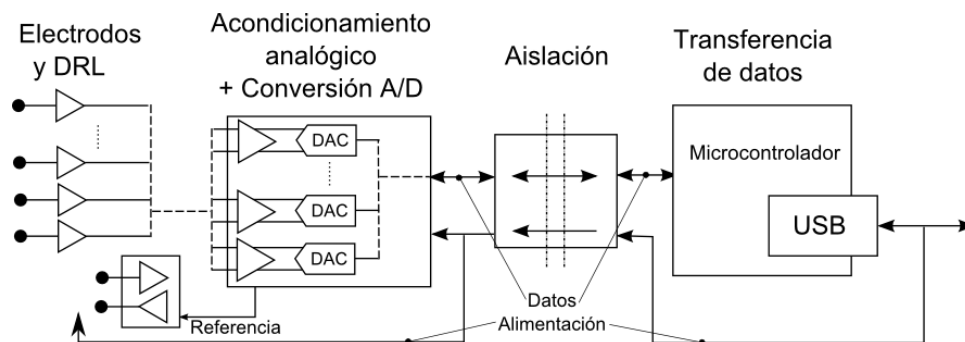 Electrodos
y DRL
Acondicionamiento
analógico
+ Conversión A/D
Aislación
Transferencia
de datos
DAC
DAC
DAC
Microcontrolador
USB
Referencia
Datos
Alimentación